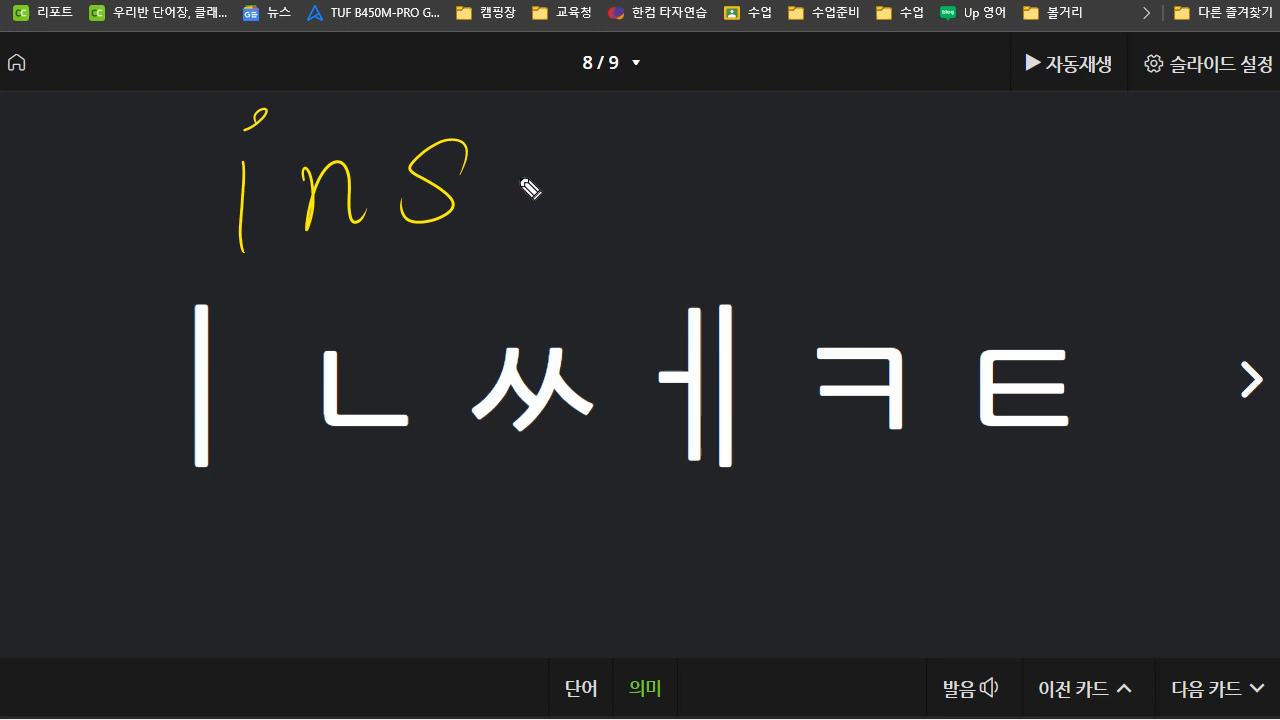 리포트 우리반 단어장, 클래... 뉴스 TUF B450M-PRO G... 캠핑장 교육청 한컴 타자연습 수업 수업준비 수업 Up 영어 볼거리 다른 즐겨찾기
8 / 9 자동재생 슬라이드 설정
ins
ㅣ ㄴ ㅆ ㅔ ㅋ ㅌ
단어 의미 발음 이전 카드 다음 카드